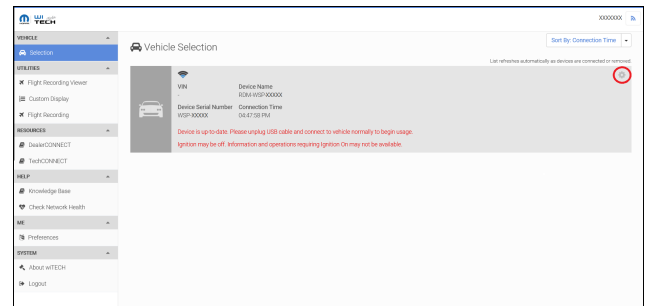 wiTECH
XXXXXXX
VEHICLE
Selection
UTILITIES
Flight Recording Viewer
Custom Display
Flight Recording
RESOURCES
DealerCONNECT
TechCONNECT
HELP
Knowledge Base
Check Network Health
ME
Preferences
SYSTEM
About wiTECH
Logout
Vehicle Selection
Sort By: Connection Time
List refreshes automatically as devices are connected or removed.
VIN Device Name
- ROM-WSP-XXXXX
Device Serial Number Connection Time
WSP-XXXXX 04:47:58 PM
Device is up-to-date. Please unplug USB cable and connect to vehicle normally to begin usage.
Ignition may be off. Information and operations requiring Ignition On may not be available.